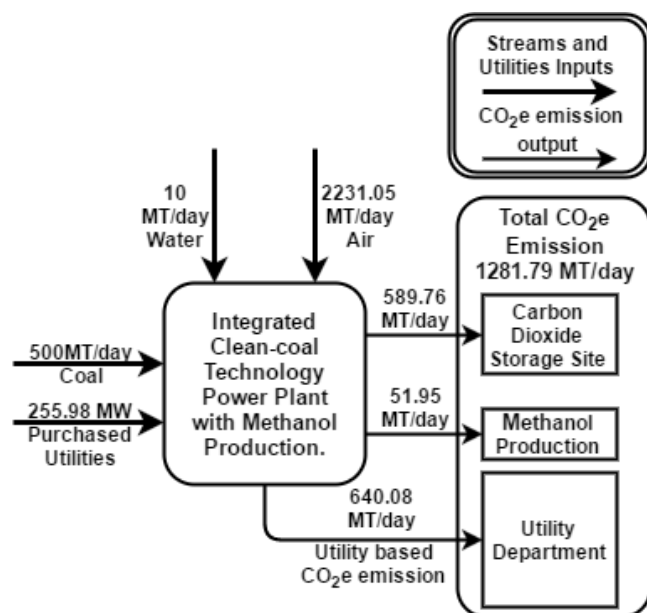 Streams and
Utilities Inputs
CO₂e emission
output
10
MT/day
Water
2231.05
MT/day
Air
Total CO₂e
Emission
1281.79 MT/day
589.76
MT/day
Carbon
Dioxide
Storage Site
Integrated
Clean-coal
Technology
Power Plant
with Methanol
Production.
500MT/day
Coal
255.98 MW
Purchased
Utilities
51.95
MT/day
Methanol
Production
640.08
MT/day
Utility based
CO₂e emission
Utility
Department